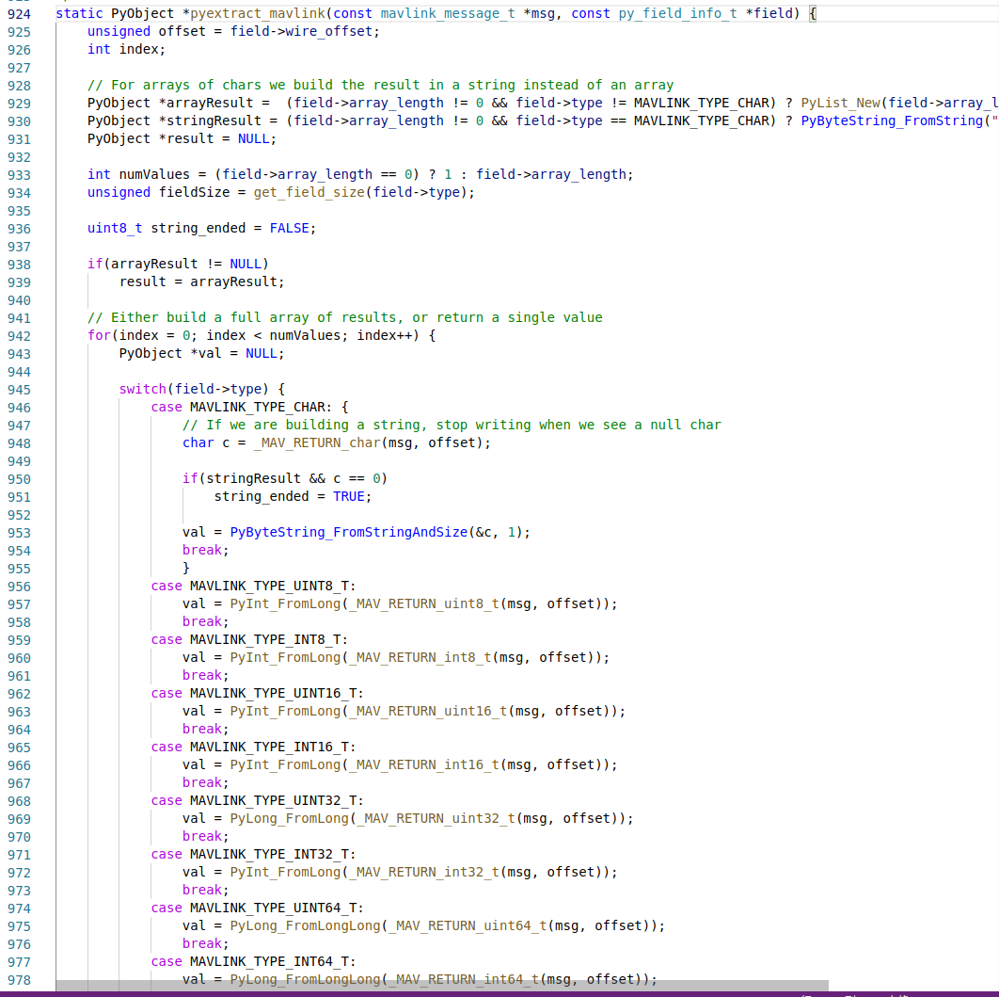 924 static PyObject *pyextract_mavlink(const mavlink_message_t *msg, const py_field_info_t *field) {
925     unsigned offset = field->wire_offset;
926     int index;
927
928     // For arrays of chars we build the result in a string instead of an array
929     PyObject *arrayResult =  (field->array_length != 0 && field->type != MAVLINK_TYPE_CHAR) ? PyList_New(field->array_l
930     PyObject *stringResult = (field->array_length != 0 && field->type == MAVLINK_TYPE_CHAR) ? PyByteString_FromString("
931     PyObject *result = NULL;
932
933     int numValues = (field->array_length == 0) ? 1 : field->array_length;
934     unsigned fieldSize = get_field_size(field->type);
935
936     uint8_t string_ended = FALSE;
937
938     if(arrayResult != NULL)
939         result = arrayResult;
940
941     // Either build a full array of results, or return a single value
942     for(index = 0; index < numValues; index++) {
943         PyObject *val = NULL;
944
945         switch(field->type) {
946             case MAVLINK_TYPE_CHAR: {
947                 // If we are building a string, stop writing when we see a null char
948                 char c = _MAV_RETURN_char(msg, offset);
949
950                 if(stringResult && c == 0)
951                     string_ended = TRUE;
952
953                 val = PyByteString_FromStringAndSize(&c, 1);
954                 break;
955                 }
956             case MAVLINK_TYPE_UINT8_T:
957                 val = PyInt_FromLong(_MAV_RETURN_uint8_t(msg, offset));
958                 break;
959             case MAVLINK_TYPE_INT8_T:
960                 val = PyInt_FromLong(_MAV_RETURN_int8_t(msg, offset));
961                 break;
962             case MAVLINK_TYPE_UINT16_T:
963                 val = PyInt_FromLong(_MAV_RETURN_uint16_t(msg, offset));
964                 break;
965             case MAVLINK_TYPE_INT16_T:
966                 val = PyInt_FromLong(_MAV_RETURN_int16_t(msg, offset));
967                 break;
968             case MAVLINK_TYPE_UINT32_T:
969                 val = PyLong_FromLong(_MAV_RETURN_uint32_t(msg, offset));
970                 break;
971             case MAVLINK_TYPE_INT32_T:
972                 val = PyInt_FromLong(_MAV_RETURN_int32_t(msg, offset));
973                 break;
974             case MAVLINK_TYPE_UINT64_T:
975                 val = PyLong_FromLongLong(_MAV_RETURN_uint64_t(msg, offset));
976                 break;
977             case MAVLINK_TYPE_INT64_T:
978                 val = PyLong_FromLongLong(_MAV_RETURN_int64_t(msg, offset));